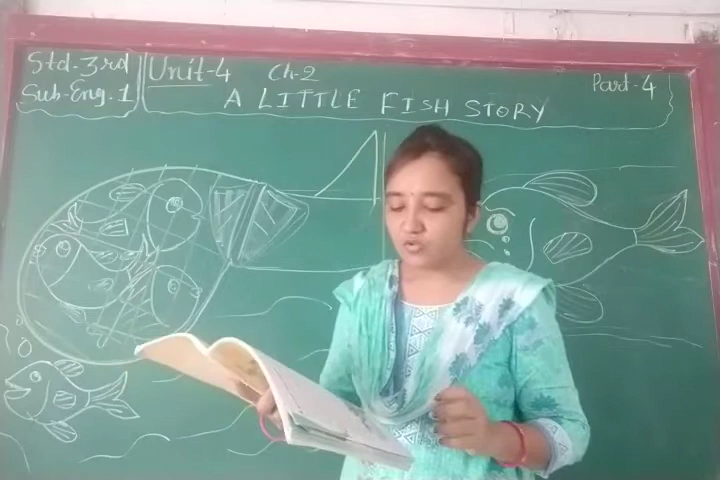 Std-3rd
Sub-Eng.1
Unit-4
Ch-2
Part-4
A LITTLE FISH STORY